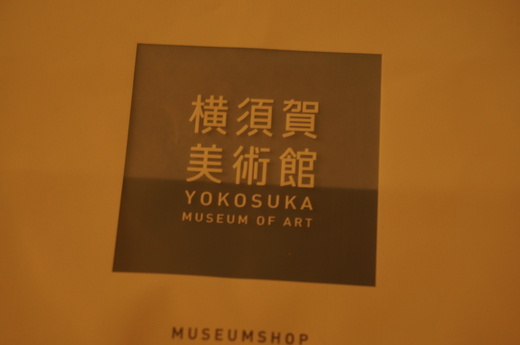 横須賀
美術館
YOKOSUKA
MUSEUM OF ART
MUSEUMSHOP